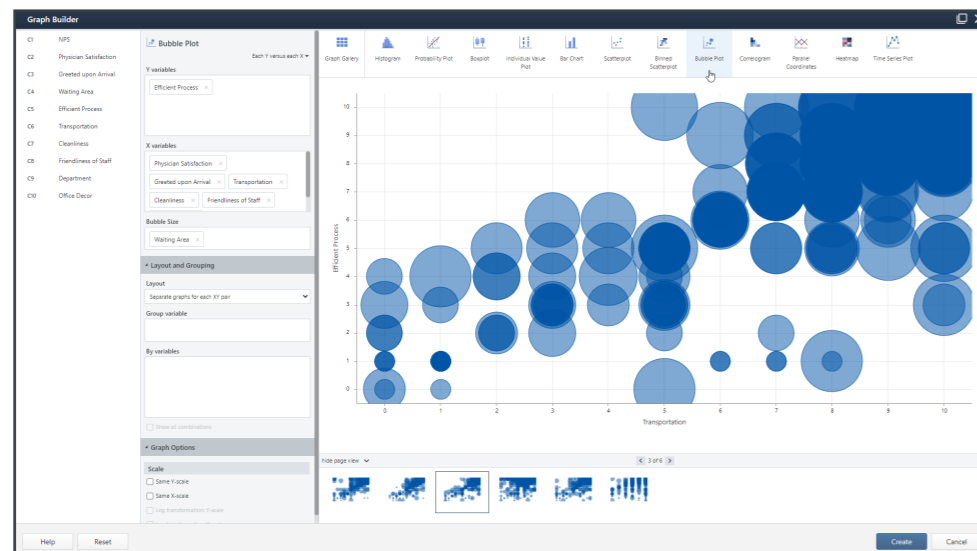 Graph Builder
C1 NPS
C2 Physician Satisfaction
C3 Greeted upon Arrival
C4 Waiting Area
C5 Efficient Process
C6 Transportation
C7 Cleanliness
C8 Friendliness of Staff
C9 Department
C10 Office Decor
Bubble Plot
Each Y versus each X
Y variables
Efficient Process ×
X variables
Physician Satisfaction ×
Greeted upon Arrival × Transportation ×
Cleanliness × Friendliness of Staff ×
Bubble Size
Waiting Area ×
Layout and Grouping
Layout
Separate graphs for each XY pair
Group variable
By variables
Show all combinations
Graph Options
Scale
Same Y-scale
Same X-scale
Log transformation: Y-scale
Graph Gallery
Histogram
Probability Plot
Boxplot
Individual Value
Plot
Bar Chart
Scatterplot
Binned
Scatterplot
Bubble Plot
Correlogram
Parallel
Coordinates
Heatmap
Time Series Plot
Efficient Process
10
9
8
7
6
5
4
3
2
1
0
0 1 2 3 4 5 6 7 8 9 10
Transportation
hide page view
< 3 of 6 >
Help Reset
Create Cancel